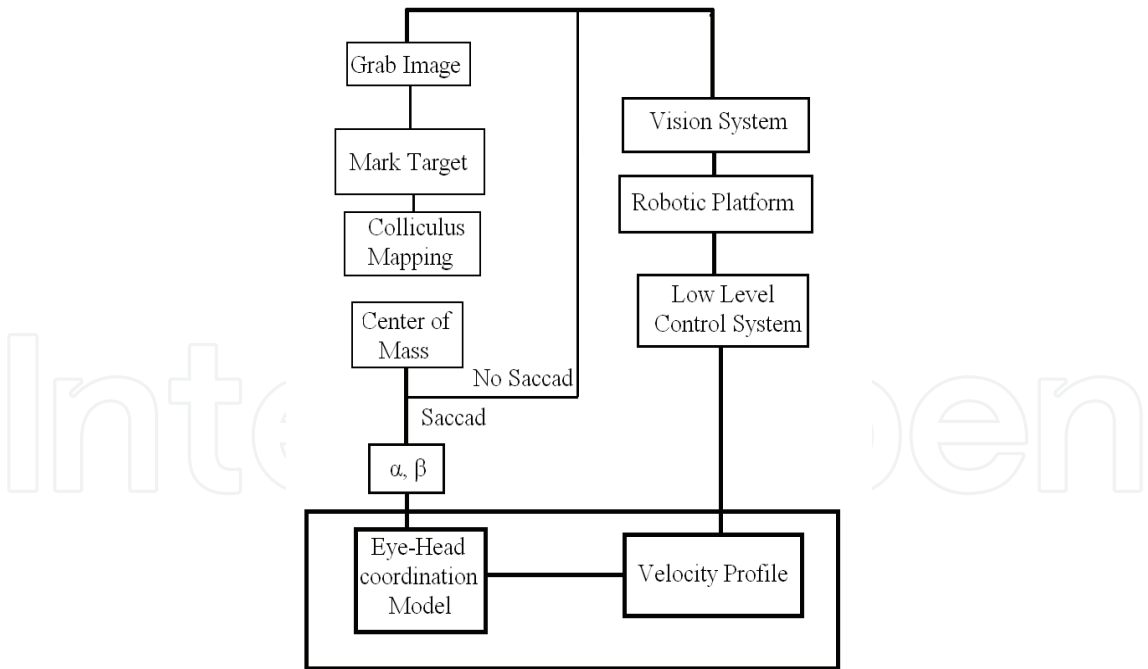 Grab Image
Mark Target
Colliculus
Mapping
Center of
Mass
No Saccad
Saccad
α, β
Eye-Head
coordination
Model
Vision System
Robotic Platform
Low Level
Control System
Velocity Profile